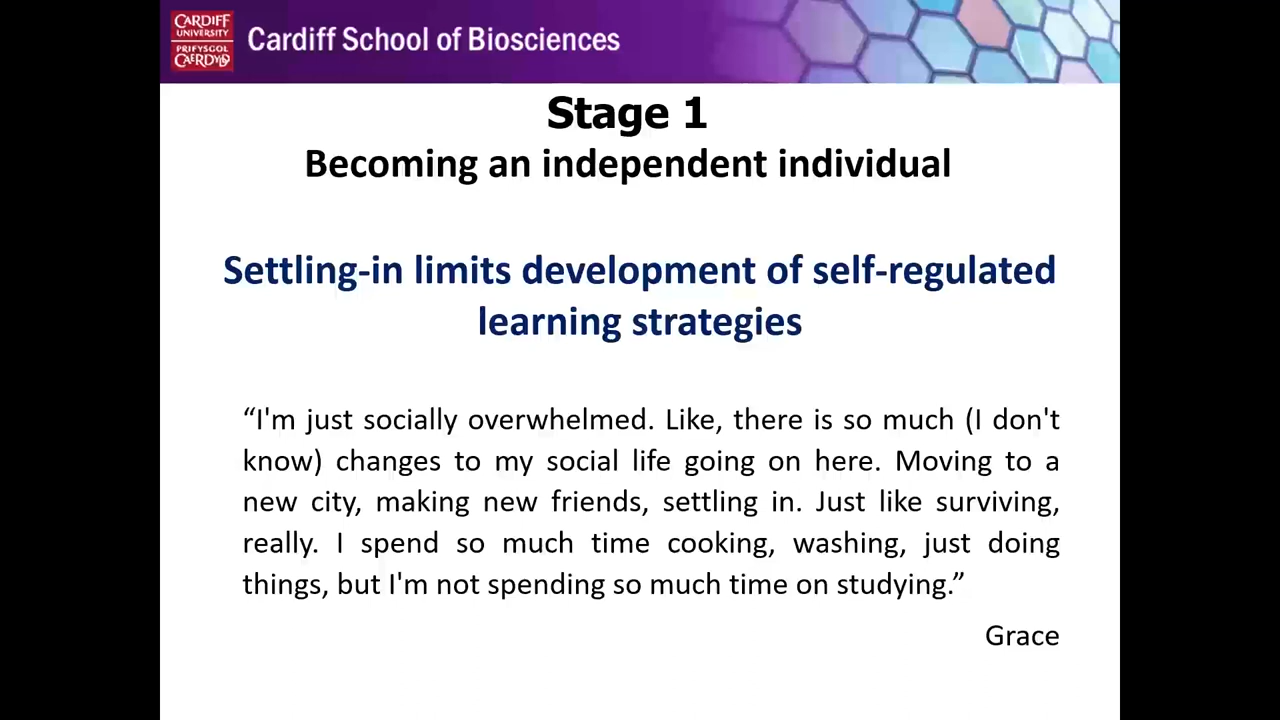 CARDIFF
UNIVERSITY
PRIFYSGOL
CAERDYD
Cardiff School of Biosciences
Stage 1
Becoming an independent individual
Settling-in limits development of self-regulated
learning strategies
“I'm just socially overwhelmed. Like, there is so much (I don't
know) changes to my social life going on here. Moving to a
new city, making new friends, settling in. Just like surviving,
really. I spend so much time cooking, washing, just doing
things, but I'm not spending so much time on studying.”
Grace